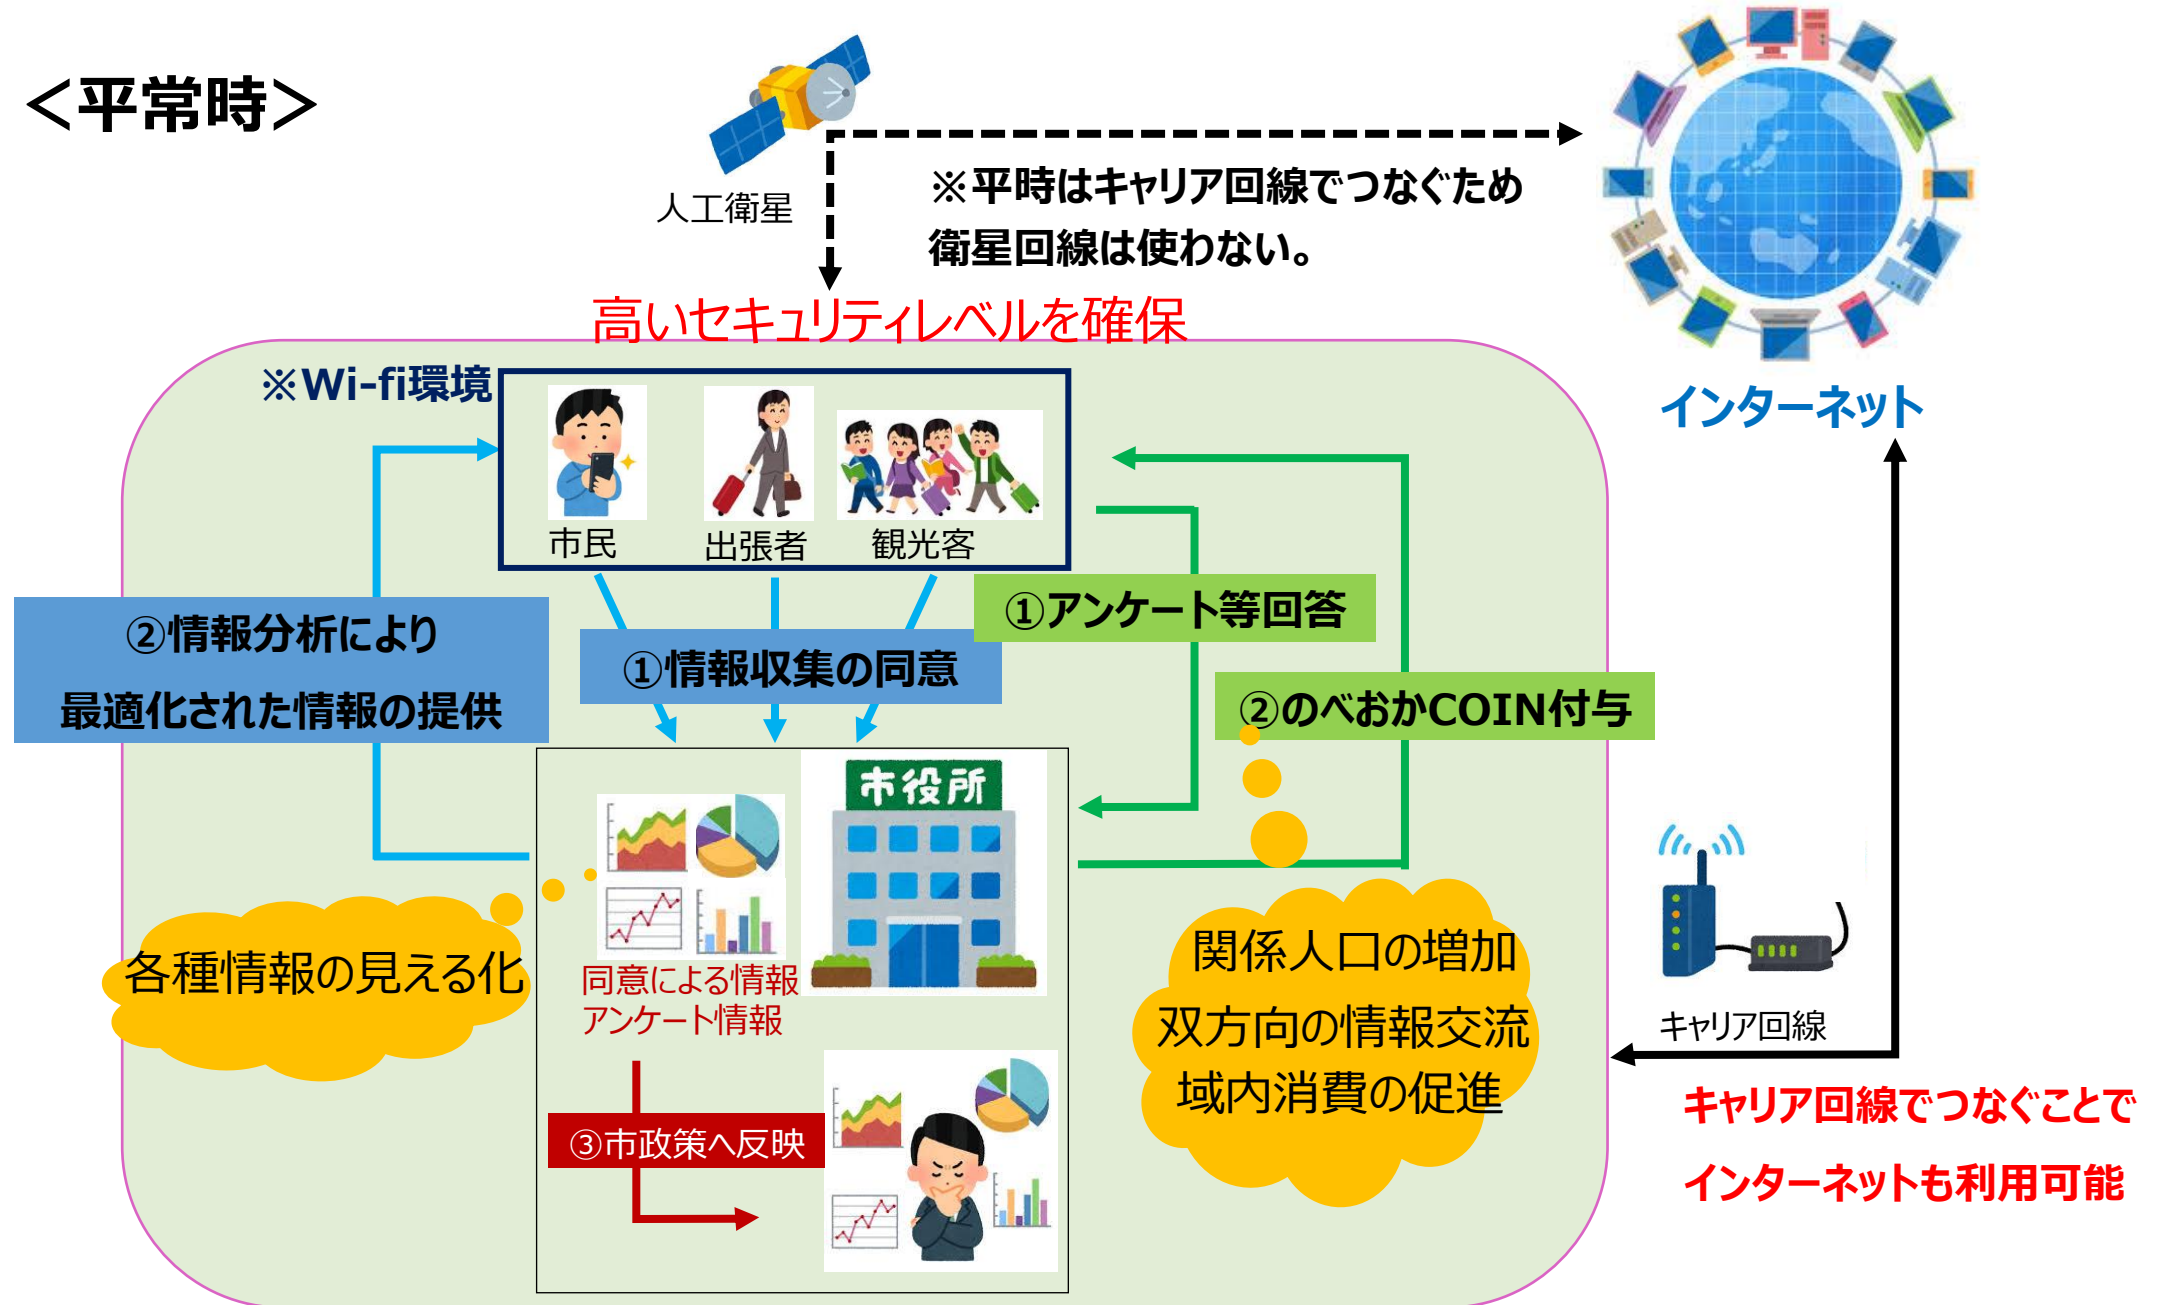 ＜平常時＞
人工衛星
※平時はキャリア回線でつなぐため
衛星回線は使わない。
高いセキュリティレベルを確保
※Wi-fi環境
インターネット
市民
出張者
観光客
①アンケート等回答
②情報分析により
最適化された情報の提供
①情報収集の同意
②のべおかCOIN付与
市役所
各種情報の見える化
同意による情報
アンケート情報
関係人口の増加
双方向の情報交流
域内消費の促進
キャリア回線
③市政策へ反映
キャリア回線でつなぐことで
インターネットも利用可能